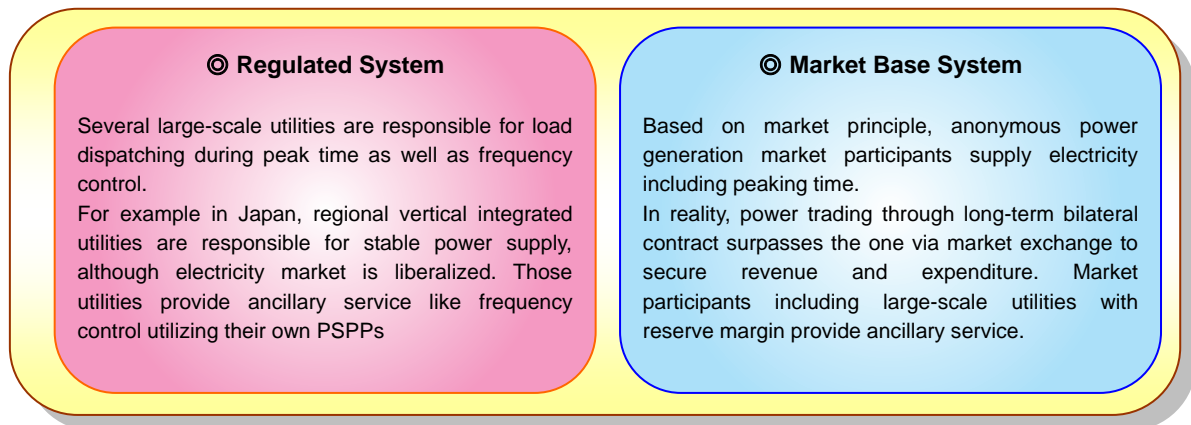 ◎ Regulated System
Several large-scale utilities are responsible for load
dispatching during peak time as well as frequency
control.
For example in Japan, regional vertical integrated
utilities are responsible for stable power supply,
although electricity market is liberalized. Those
utilities provide ancillary service like frequency
control utilizing their own PSPPs
◎ Market Base System
Based on market principle, anonymous power
generation market participants supply electricity
including peaking time.
In reality, power trading through long-term bilateral
contract surpasses the one via market exchange to
secure revenue and expenditure. Market
participants including large-scale utilities with
reserve margin provide ancillary service.